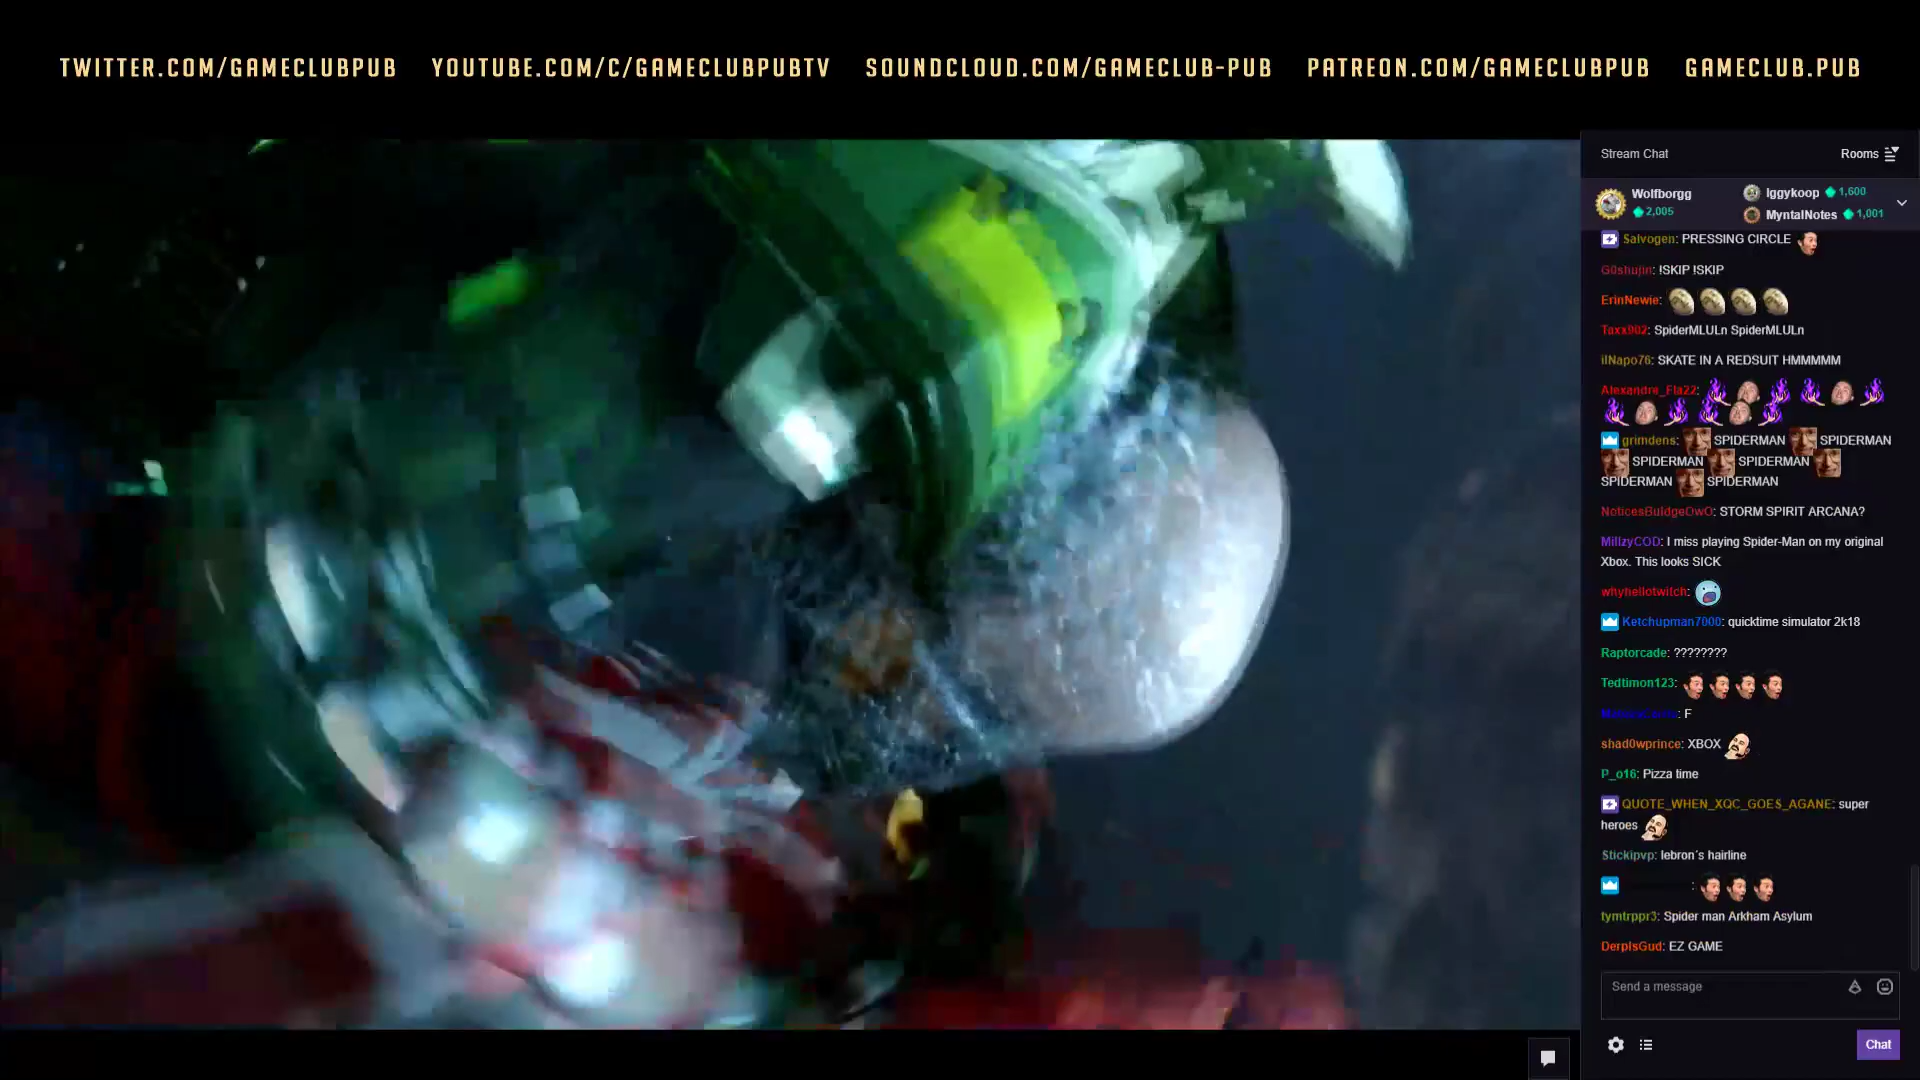 TWITTER.COM/GAMECLUBPUB YOUTUBE.COM/C/GAMECLUBPUBTV SOUNDCLOUD.COM/GAMECLUB-PUB PATREON.COM/GAMECLUBPUB GAMECLUB.PUB
Stream Chat Rooms
Wolfborgg 2,005
Iggykoop 1,600
MyntalNotes 1,001
Salvogen: PRESSING CIRCLE
G0shujin: !SKIP !SKIP
ErinNewie:
Taxx902: SpiderMLULn SpiderMLULn
ilNapo76: SKATE IN A REDSUIT HMMMMM
Alexandre_Fla22:
grimdens: SPIDERMAN SPIDERMAN
SPIDERMAN SPIDERMAN
SPIDERMAN SPIDERMAN
NoticesBuldgeOwO: STORM SPIRIT ARCANA?
MillzyCOD: I miss playing Spider-Man on my original
Xbox. This looks SICK
whyhellotwitch:
Ketchupman7000: quicktime simulator 2k18
Raptorcade: ????????
Tedtimon123:
: F
shad0wprince: XBOX
P_o16: Pizza time
QUOTE_WHEN_XQC_GOES_AGANE: super
heroes
Stickipvp: lebron´s hairline
:
tymtrppr3: Spider man Arkham Asylum
DerpIsGud: EZ GAME
Send a message
Chat